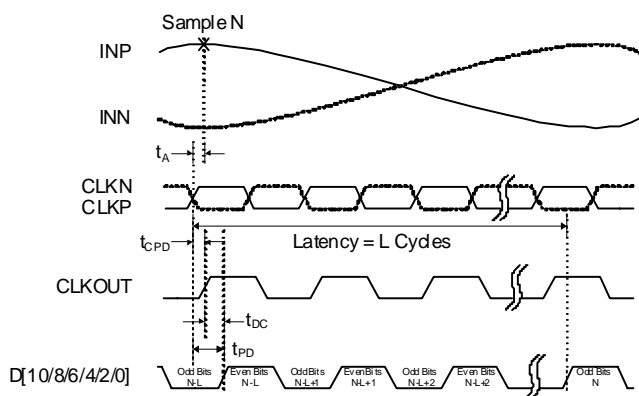 Sample N
INP
INN
tA
CLKN
CLKP
tCPD
Latency = L Cycles
CLKOUT
tDC
tPD
D[10/8/6/4/2/0]
Odd Bits N-L
Even Bits N-L
Odd Bits N-L+1
Even Bits N-L+1
Odd Bits N-L+2
Even Bits N-L+2
Odd Bits N